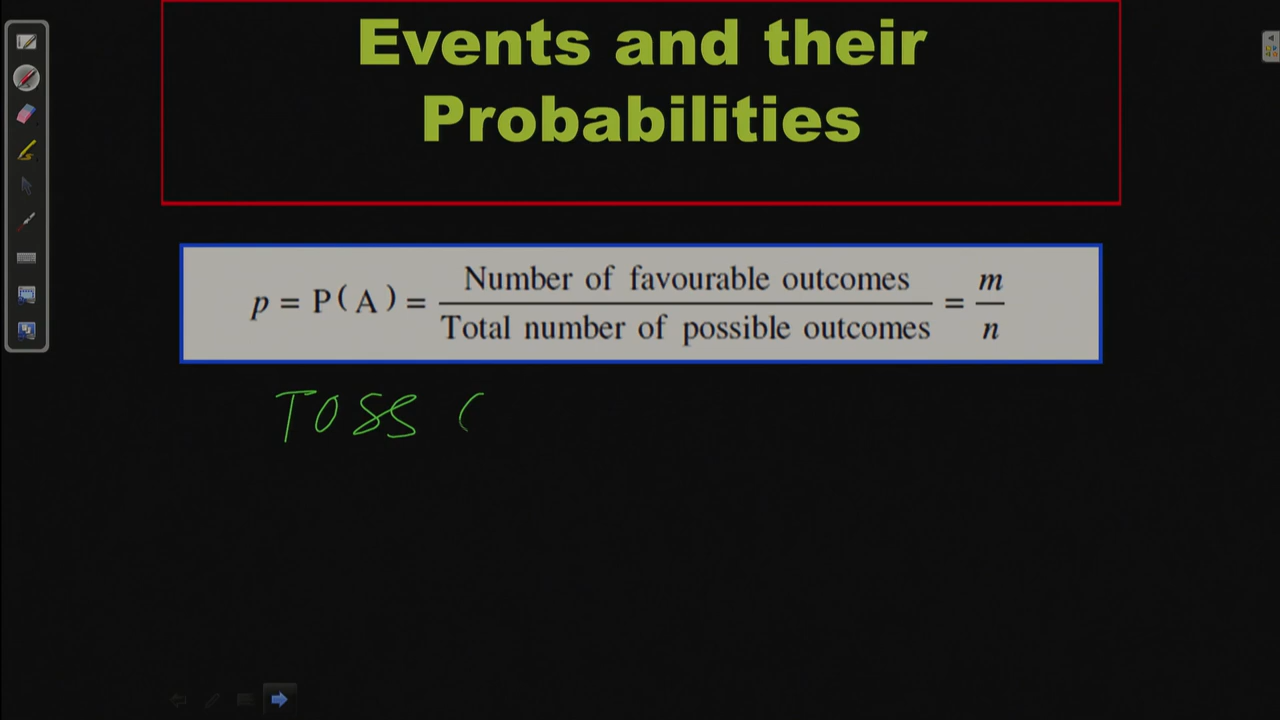 Events and their
Probabilities
p = P(A) = Number of favourable outcomes / Total number of possible outcomes = m / n
TOSS (